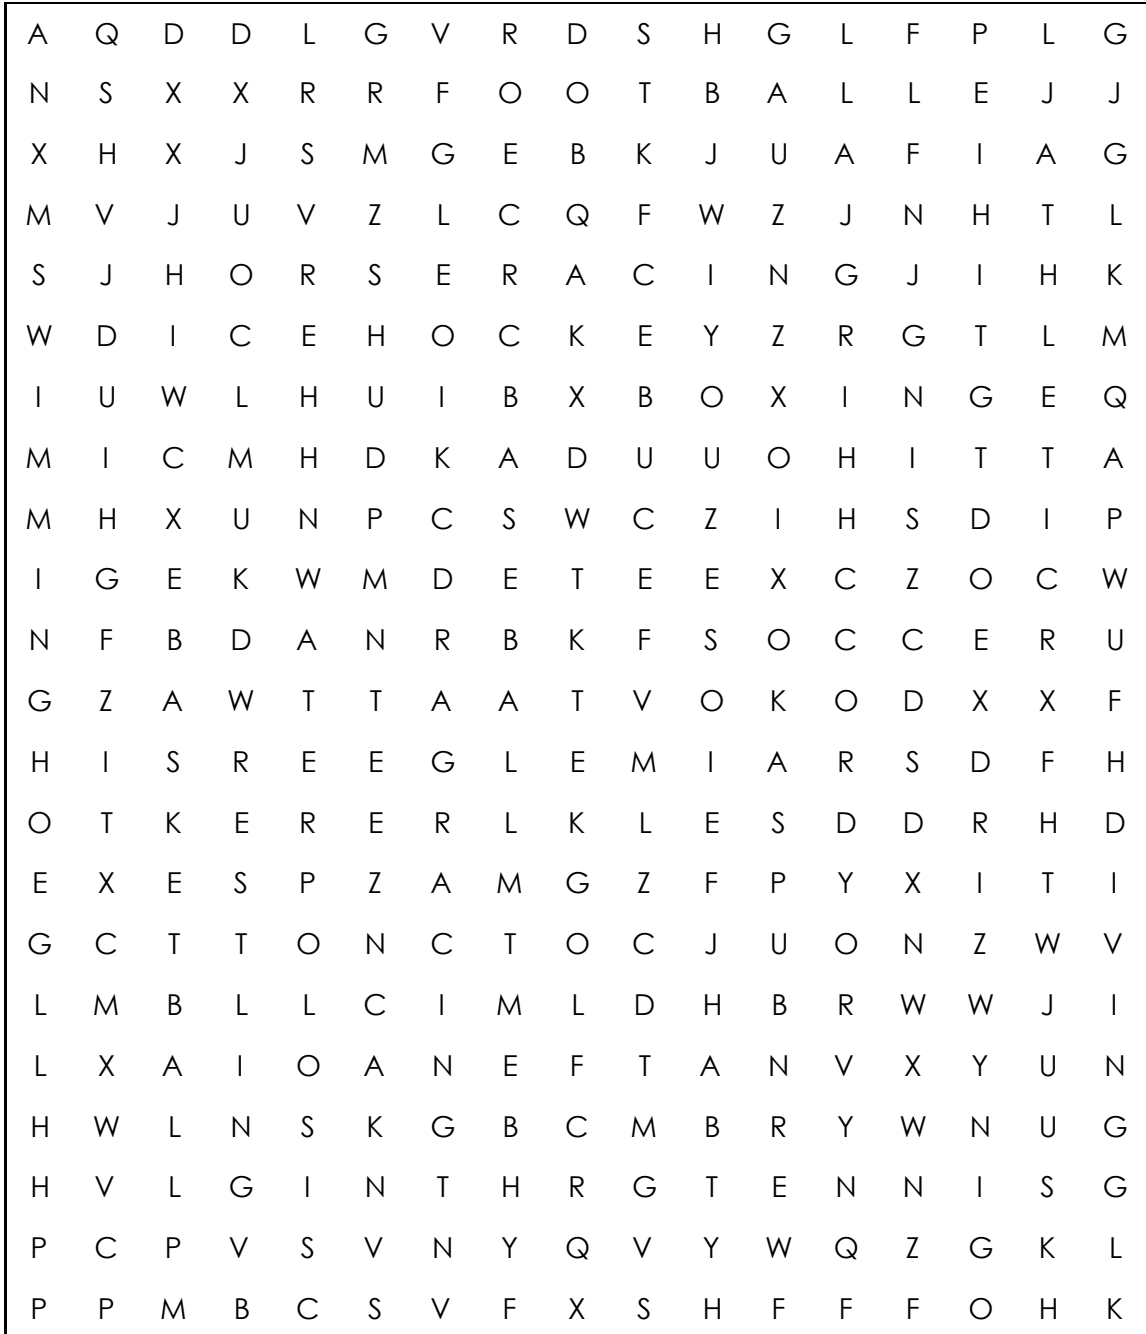 A Q D D L G V R D S H G L F P L G
N S X X R R F O O T B A L L E J J
X H X J S M G E B K J U A F I A G
M V J U V Z L C Q F W Z J N H T L
S J H O R S E R A C I N G J I H K
W D I C E H O C K E Y Z R G T L M
I U W L H U I B X B O X I N G E Q
M I C M H D K A D U U O H I T T A
M H X U N P C S W C Z I H S D I P
I G E K W M D E T E E X C Z O C W
N F B D A N R B K F S O C C E R U
G Z A W T T A A T V O K O D X X F
H I S R E E G L E M I A R S D F H
O T K E R E R L K L E S D D R H D
E X E S P Z A M G Z F P Y X I T I
G C T T O N C T O C J U O N Z W V
L M B L L C I M L D H B R W W J I
L X A I O A N E F T A N V X Y U N
H W L N S K G B C M B R Y W N U G
H V L G I N T H R G T E N N I S G
P C P V S V N Y Q V Y W Q Z G K L
P P M B C S V F X S H F F F O H K